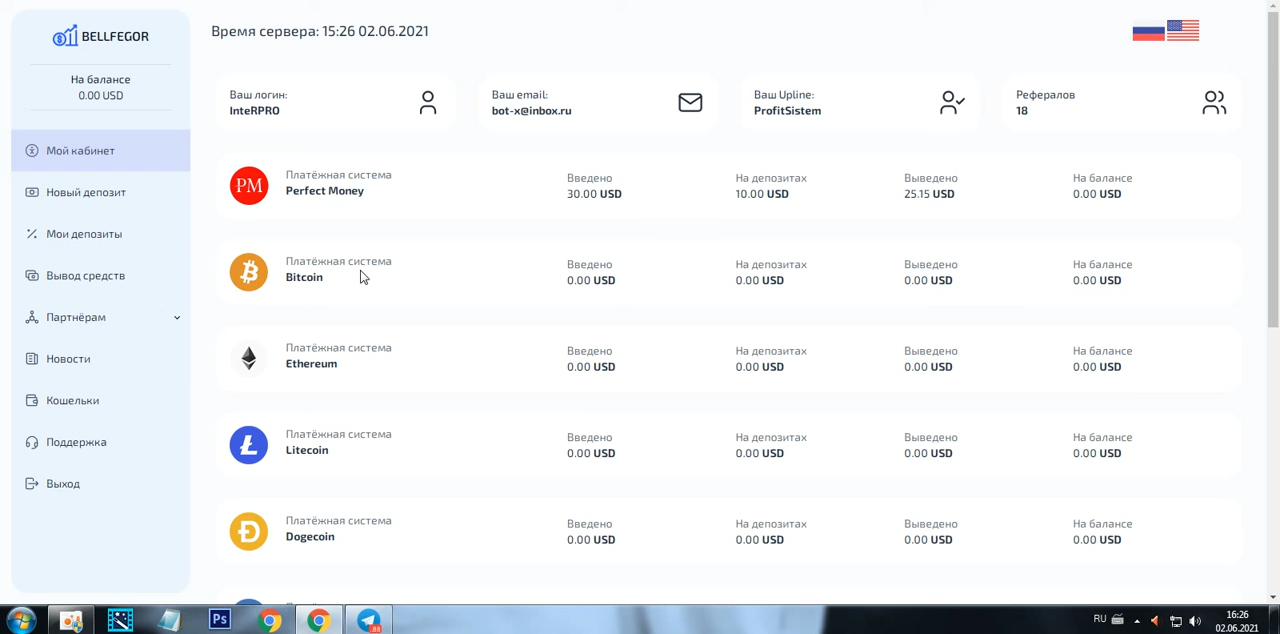 BELLFEGOR
На балансе
0.00 USD
Мой кабинет
Новый депозит
Мои депозиты
Вывод средств
Партнёрам
Новости
Кошельки
Поддержка
Выход
Время сервера: 15:26 02.06.2021
Ваш логин:
InteRPRO
Ваш email:
bot-x@inbox.ru
Ваш Upline:
ProfitSistem
Рефералов
18
PM
Платёжная система
Perfect Money
Введено
30.00 USD
На депозитах
10.00 USD
Выведено
25.15 USD
На балансе
0.00 USD
Платёжная система
Bitcoin
Введено
0.00 USD
На депозитах
0.00 USD
Выведено
0.00 USD
На балансе
0.00 USD
Платёжная система
Ethereum
Введено
0.00 USD
На депозитах
0.00 USD
Выведено
0.00 USD
На балансе
0.00 USD
Платёжная система
Litecoin
Введено
0.00 USD
На депозитах
0.00 USD
Выведено
0.00 USD
На балансе
0.00 USD
Платёжная система
Dogecoin
Введено
0.00 USD
На депозитах
0.00 USD
Выведено
0.00 USD
На балансе
0.00 USD
Ps
RU
16:26
02.06.2021